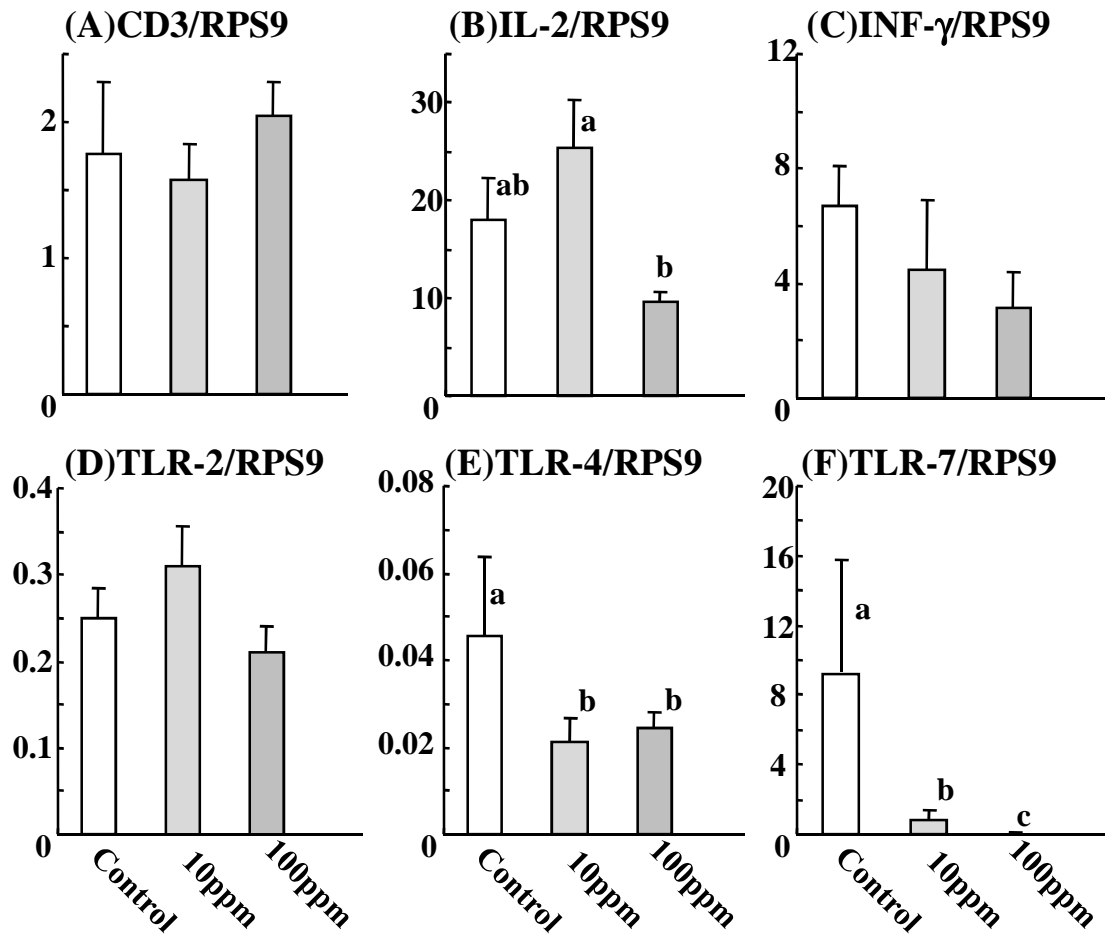 (A)CD3/RPS9
(B)IL-2/RPS9
(C)INF-γ/RPS9
2
1
0
30
20
10
0
ab
a
b
12
8
4
0
(D)TLR-2/RPS9
(E)TLR-4/RPS9
(F)TLR-7/RPS9
0.4
0.3
0.2
0.1
0
0.08
0.06
0.04
0.02
0
a
b
b
20
16
12
8
4
0
a
b
c
Control
10ppm
100ppm
Control
10ppm
100ppm
Control
10ppm
100ppm